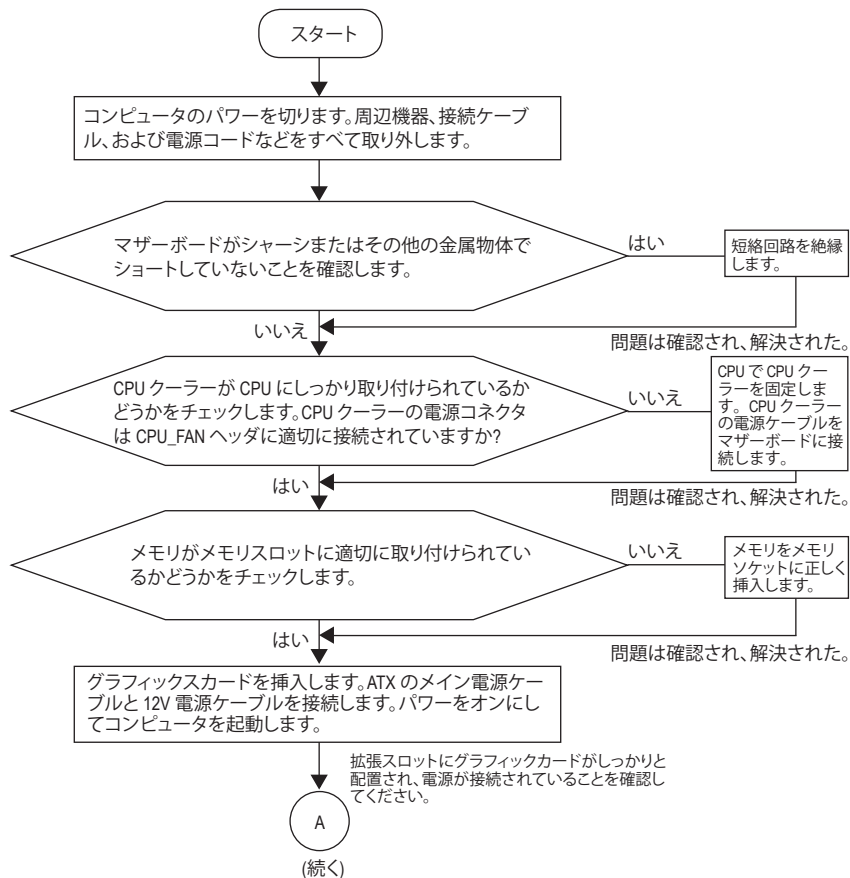 スタート
コンピュータのパワーを切ります。周辺機器、接続ケーブ
ル、および電源コードなどをすべて取り外します。
マザーボードがシャーシまたはその他の金属物体で
ショートしていないことを確認します。
はい
短絡回路を絶縁
します。
いいえ
問題は確認され、解決された。
CPU クーラーが CPU にしっかり取り付けられているか
どうかをチェックします。CPU クーラーの電源コネクタ
は CPU_FAN ヘッダに適切に接続されていますか?
いいえ
CPU で CPU クー
ラーを固定しま
す。CPU クーラー
の電源ケーブルを
マザーボードに接
続します。
はい
問題は確認され、解決された。
メモリがメモリスロットに適切に取り付けられてい
るかどうかをチェックします。
いいえ
メモリをメモリ
ソケットに正しく
挿入します。
はい
問題は確認され、解決された。
グラフィックスカードを挿入します。ATX のメイン電源ケー
ブルと 12V 電源ケーブルを接続します。パワーをオンにし
てコンピュータを起動します。
拡張スロットにグラフィックカードがしっかりと
配置され、電源が接続されていることを確認し
てください。
A
(続く)